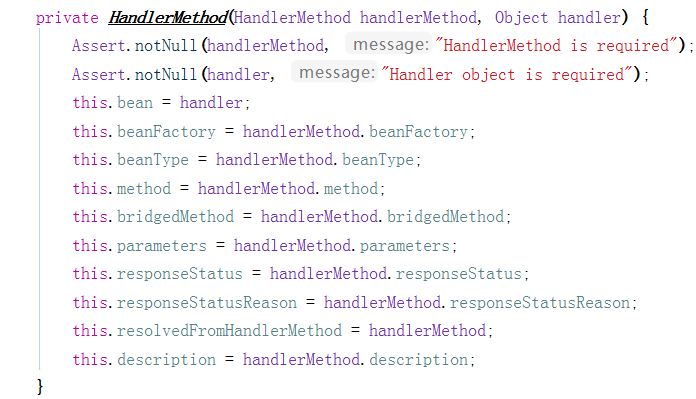 private HandlerMethod(HandlerMethod handlerMethod, Object handler) {
Assert.notNull(handlerMethod, message: "HandlerMethod is required");
Assert.notNull(handler, message: "Handler object is required");
this.bean = handler;
this.beanFactory = handlerMethod.beanFactory;
this.beanType = handlerMethod.beanType;
this.method = handlerMethod.method;
this.bridgedMethod = handlerMethod.bridgedMethod;
this.parameters = handlerMethod.parameters;
this.responseStatus = handlerMethod.responseStatus;
this.responseStatusReason = handlerMethod.responseStatusReason;
this.resolvedFromHandlerMethod = handlerMethod;
this.description = handlerMethod.description;
}